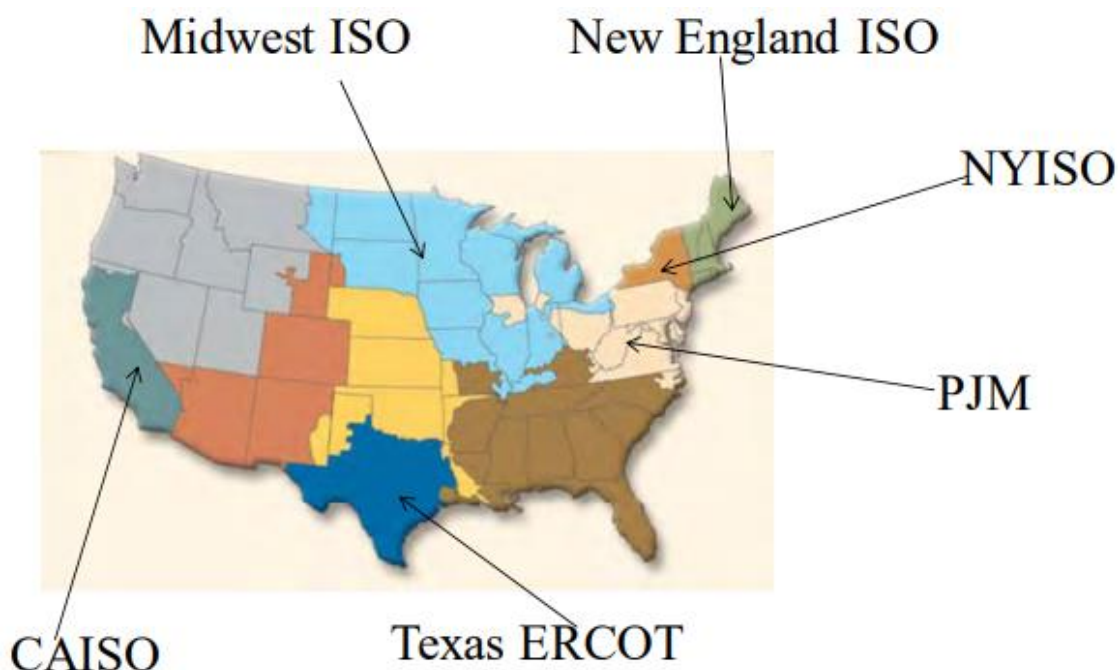 Midwest ISO
New England ISO
NYISO
PJM
CAISO
Texas ERCOT